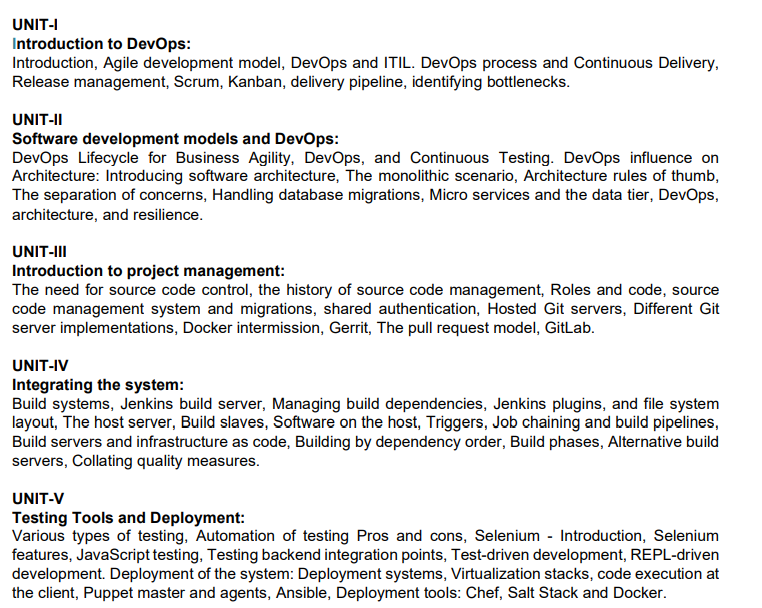 UNIT-I
Introduction to DevOps:
Introduction, Agile development model, DevOps and ITIL. DevOps process and Continuous Delivery,
Release management, Scrum, Kanban, delivery pipeline, identifying bottlenecks.
UNIT-II
Software development models and DevOps:
DevOps Lifecycle for Business Agility, DevOps, and Continuous Testing. DevOps influence on
Architecture: Introducing software architecture, The monolithic scenario, Architecture rules of thumb,
The separation of concerns, Handling database migrations, Micro services and the data tier, DevOps,
architecture, and resilience.
UNIT-III
Introduction to project management:
The need for source code control, the history of source code management, Roles and code, source
code management system and migrations, shared authentication, Hosted Git servers, Different Git
server implementations, Docker intermission, Gerrit, The pull request model, GitLab.
UNIT-IV
Integrating the system:
Build systems, Jenkins build server, Managing build dependencies, Jenkins plugins, and file system
layout, The host server, Build slaves, Software on the host, Triggers, Job chaining and build pipelines,
Build servers and infrastructure as code, Building by dependency order, Build phases, Alternative build
servers, Collating quality measures.
UNIT-V
Testing Tools and Deployment:
Various types of testing, Automation of testing Pros and cons, Selenium - Introduction, Selenium
features, JavaScript testing, Testing backend integration points, Test-driven development, REPL-driven
development. Deployment of the system: Deployment systems, Virtualization stacks, code execution at
the client, Puppet master and agents, Ansible, Deployment tools: Chef, Salt Stack and Docker.